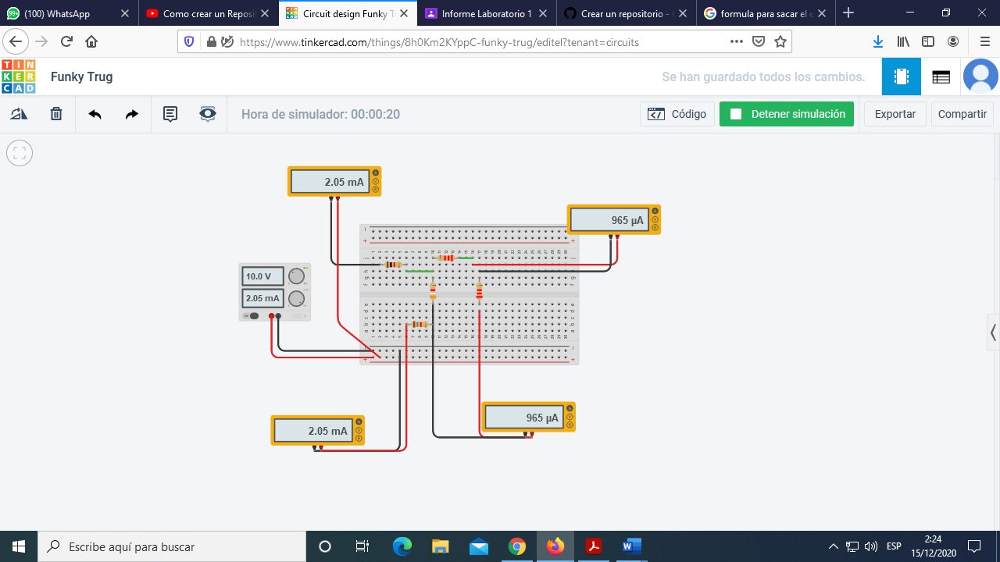 99+
(100) WhatsApp
Como crear un Reposi
Circuit design Funky T
Informe Laboratorio 1
Crear un repositorio -
formula para sacar el
https://www.tinkercad.com/things/8h0Km2KYppC-funky-trug/editel?tenant=circuits
TIN
KER
CAD
Funky Trug
Se han guardado todos los cambios.
Hora de simulador: 00:00:20
Código
Detener simulación
Exportar
Compartir
2.05 mA
965 µA
10.0 V
2.05 mA
965 µA
2.05 mA
Escribe aquí para buscar
ESP
2:24
15/12/2020